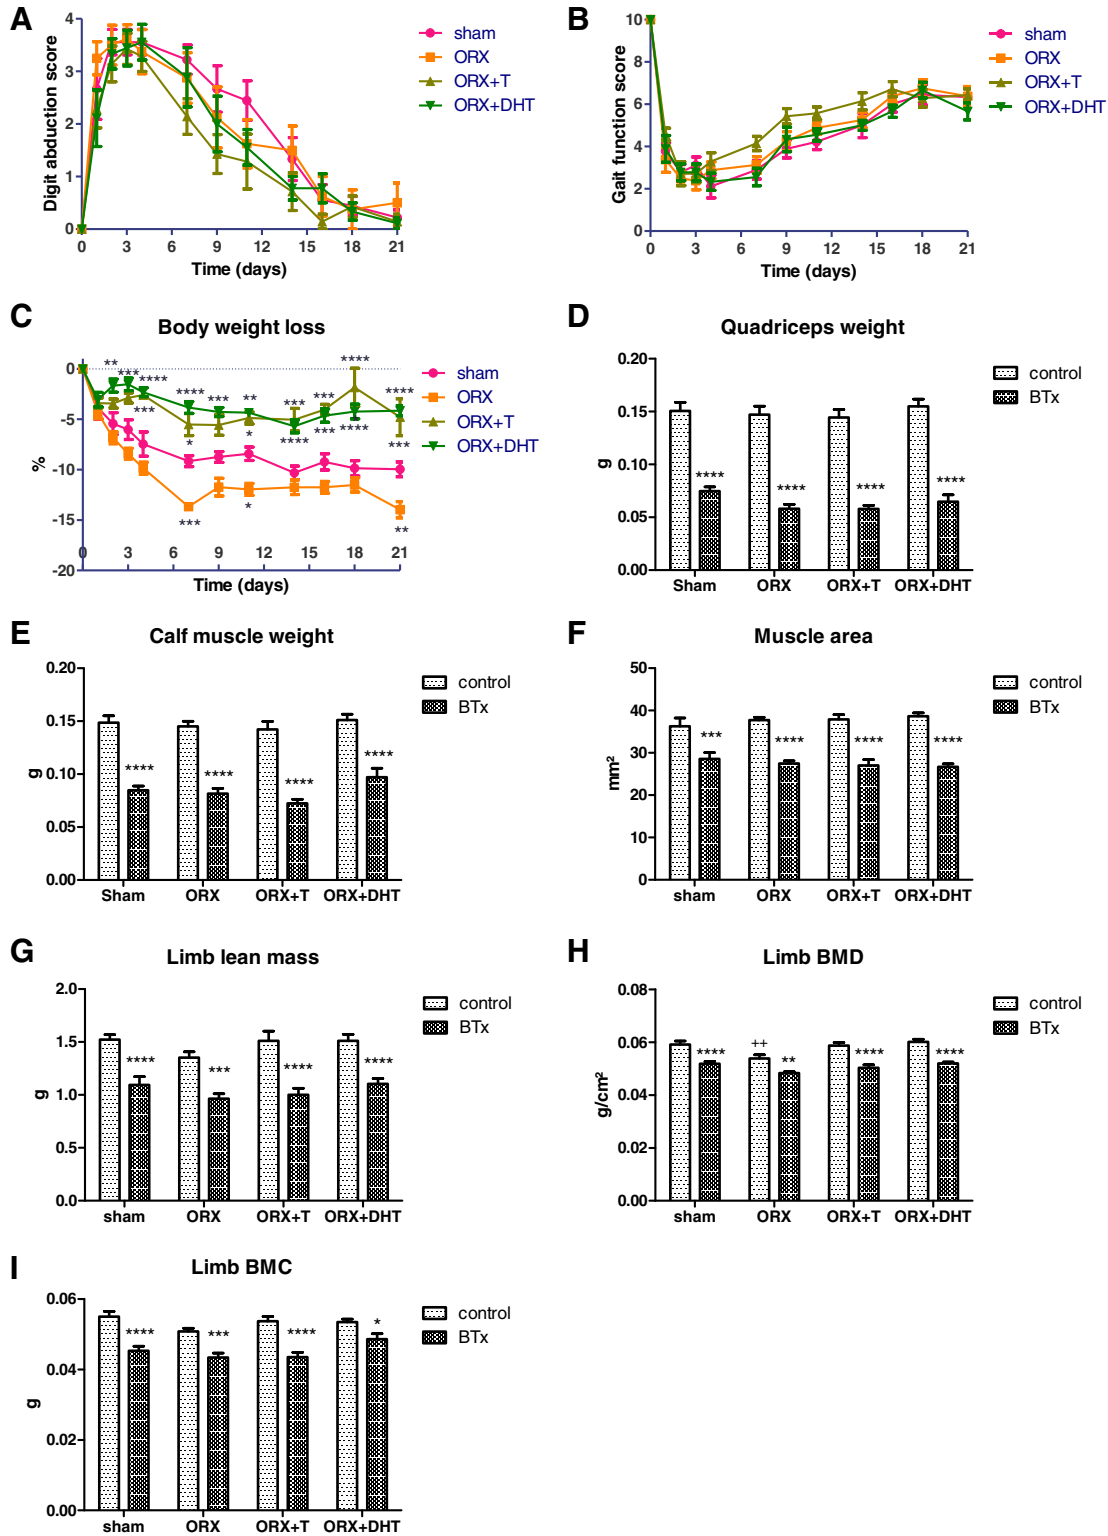 A
4
3
2
1
0
Digit abduction score
0 3 6 9 12 15 18 21
Time (days)
sham
ORX
ORX+T
ORX+DHT
B
10
8
6
4
2
0
Gait function score
0 3 6 9 12 15 18 21
Time (days)
sham
ORX
ORX+T
ORX+DHT
C
Body weight loss
0
-5
-10
-15
-20
%
** *** **** **** *** ** *** *** **** ****
*** * * **** *** **** ***
*** * **
0 3 6 9 12 15 18 21
Time (days)
sham
ORX
ORX+T
ORX+DHT
D
Quadriceps weight
0.20
0.15
0.10
0.05
0.00
g
**** **** **** ****
Sham ORX ORX+T ORX+DHT
control
BTx
E
Calf muscle weight
0.20
0.15
0.10
0.05
0.00
g
**** **** **** ****
Sham ORX ORX+T ORX+DHT
control
BTx
F
Muscle area
50
40
30
20
10
0
mm²
*** **** **** ****
sham ORX ORX+T ORX+DHT
control
BTx
G
Limb lean mass
2.0
1.5
1.0
0.5
0.0
g
**** *** **** ****
sham ORX ORX+T ORX+DHT
control
BTx
H
Limb BMD
0.08
0.06
0.04
0.02
0.00
g/cm²
**** ++ ** **** ****
sham ORX ORX+T ORX+DHT
control
BTx
I
Limb BMC
0.06
0.04
0.02
0.00
g
**** *** **** *
sham ORX ORX+T ORX+DHT
control
BTx